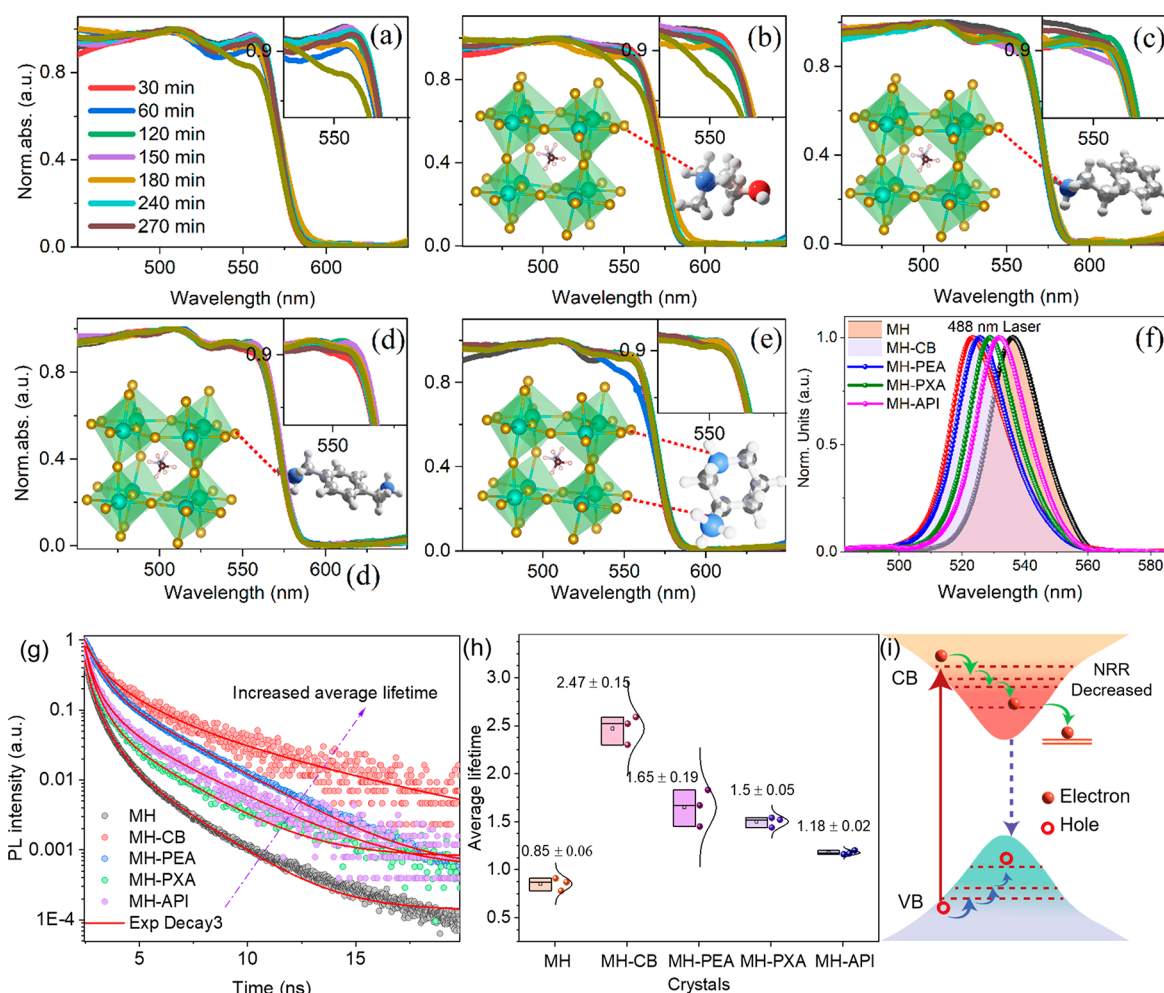 (a)
Norm.abs. (a.u.)
0.8
0.4
0.0
30 min
60 min
120 min
150 min
180 min
240 min
270 min
0.9
550
500 550 600
Wavelength (nm)
(b)
Norm.abs. (a.u.)
0.8
0.4
0.0
0.9
550
500 550 600
Wavelength (nm)
(c)
Norm.abs. (a.u.)
0.8
0.4
0.0
0.9
550
500 550 600
Wavelength (nm)
(d)
Norm.abs. (a.u.)
0.8
0.4
0.0
0.9
550
500 550 600
(d)
Wavelength (nm)
(e)
Norm.abs. (a.u.)
0.8
0.4
0.0
0.9
550
500 550 600
Wavelength (nm)
(f)
Norm. Units (a.u.)
1.0
0.5
0.0
MH
MH-CB
MH-PEA
MH-PXA
MH-API
488 nm Laser
500 520 540 560 580
Wavelength (nm)
(g)
PL intensity (a.u.)
1
0.1
0.01
0.001
1E-4
Increased average lifetime
MH
MH-CB
MH-PEA
MH-PXA
MH-API
Exp Decay3
5 10 15
Time (ns)
(h)
Average lifetime
3.0
2.5
2.0
1.5
1.0
0.5
2.47 ± 0.15
1.65 ± 0.19
1.5 ± 0.05
1.18 ± 0.02
0.85 ± 0.06
MH MH-CB MH-PEA MH-PXA MH-API
Crystals
(i)
CB
NRR
Decreased
Electron
Hole
VB